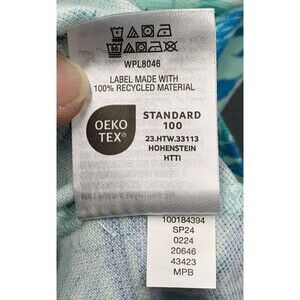 WPL8046
LABEL MADE WITH
100% RECYCLED MATERIAL
OEKO
TEX®
STANDARD
100
23.HTW.33113
HOHENSTEIN
HTTI
100184394
SP24
0224
20646
43423
MPB